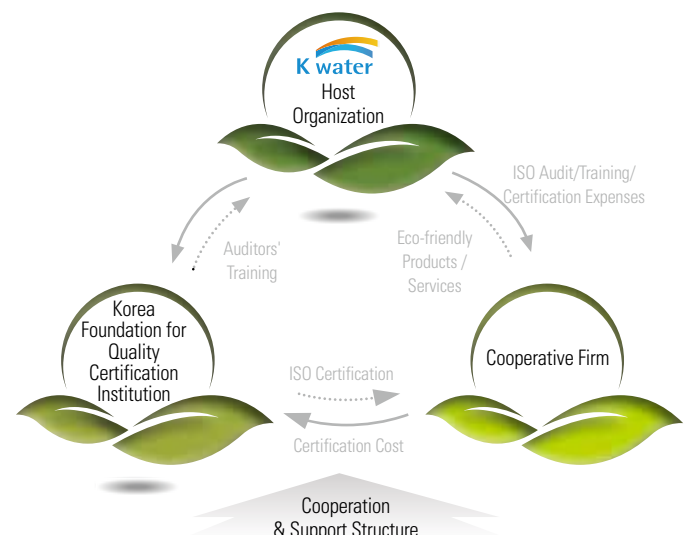 K water
Host
Organization
ISO Audit/Training/
Certification Expenses
Auditors'
Training
Eco-friendly
Products /
Services
Korea
Foundation for
Quality
Certification
Institution
Cooperative Firm
ISO Certification
Certification Cost
Cooperation
& Support Structure